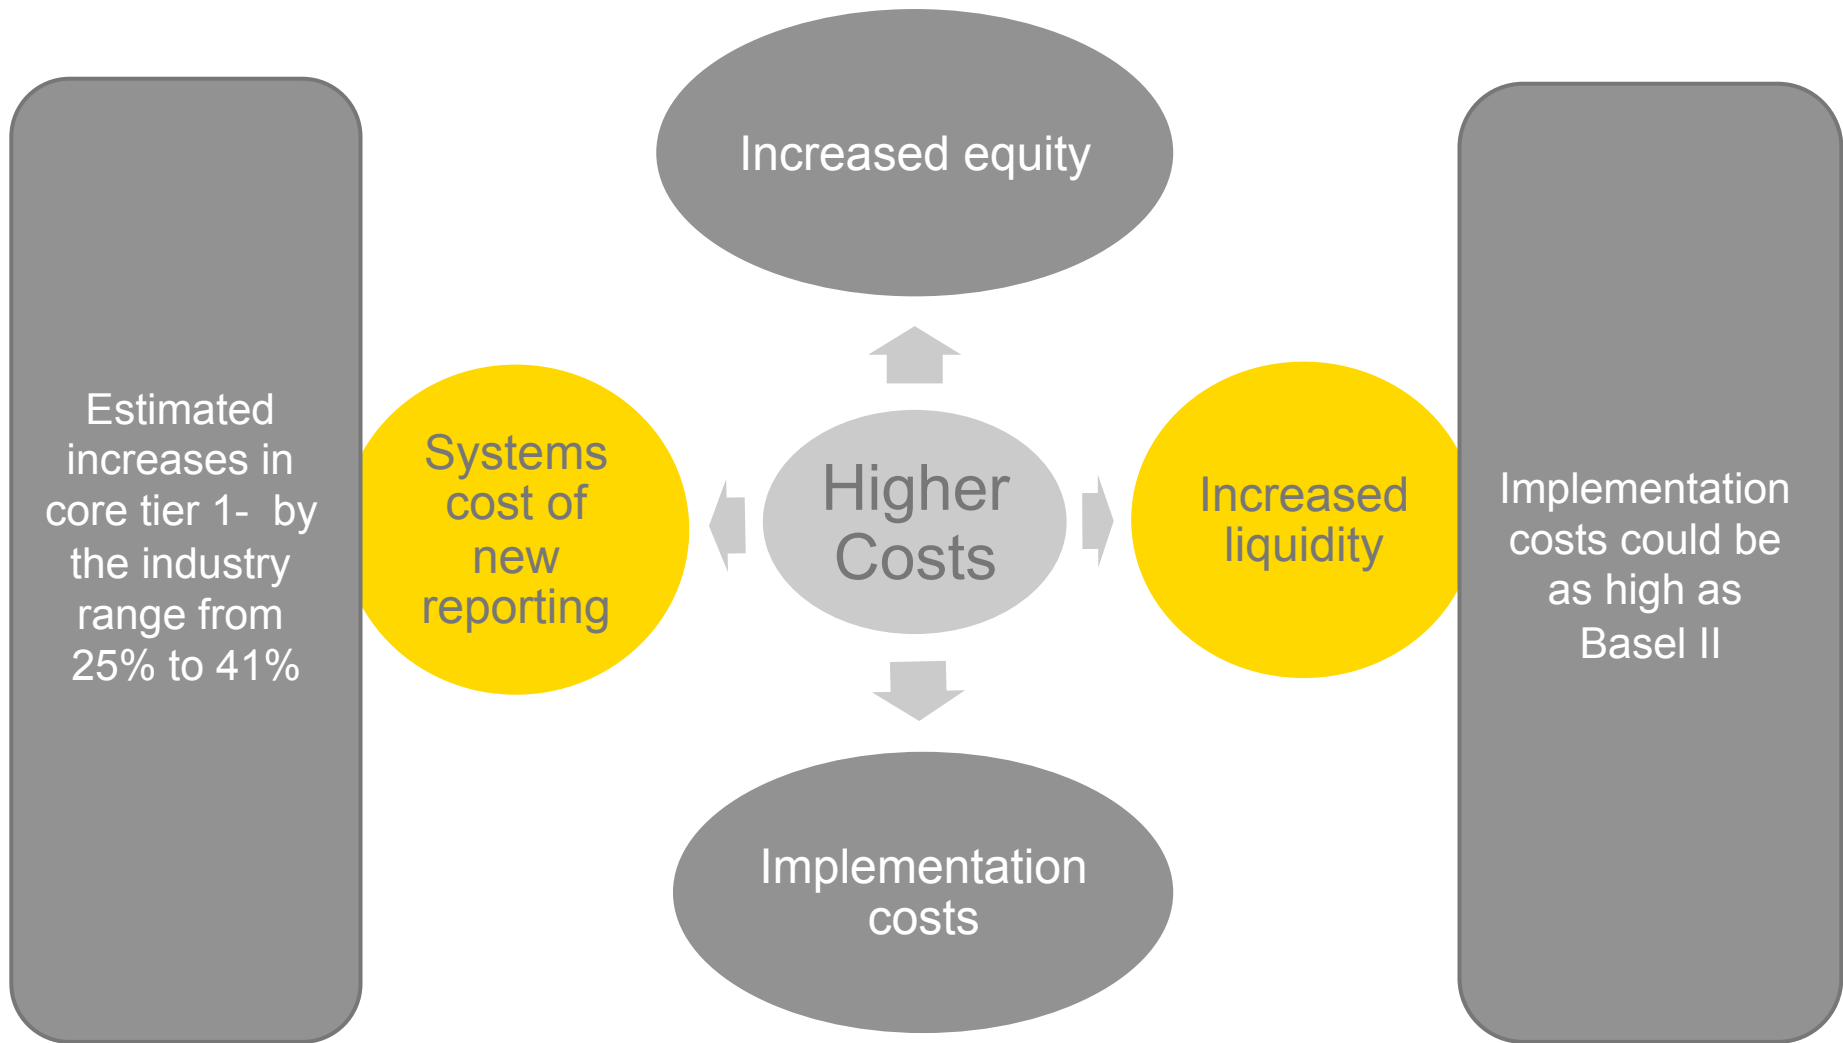 Increased equity
Estimated
increases in
core tier 1-  by
the industry
range from
25% to 41%
Systems
cost of
new
reporting
Higher
Costs
Increased
liquidity
Implementation
costs could be
as high as
Basel II
Implementation
costs